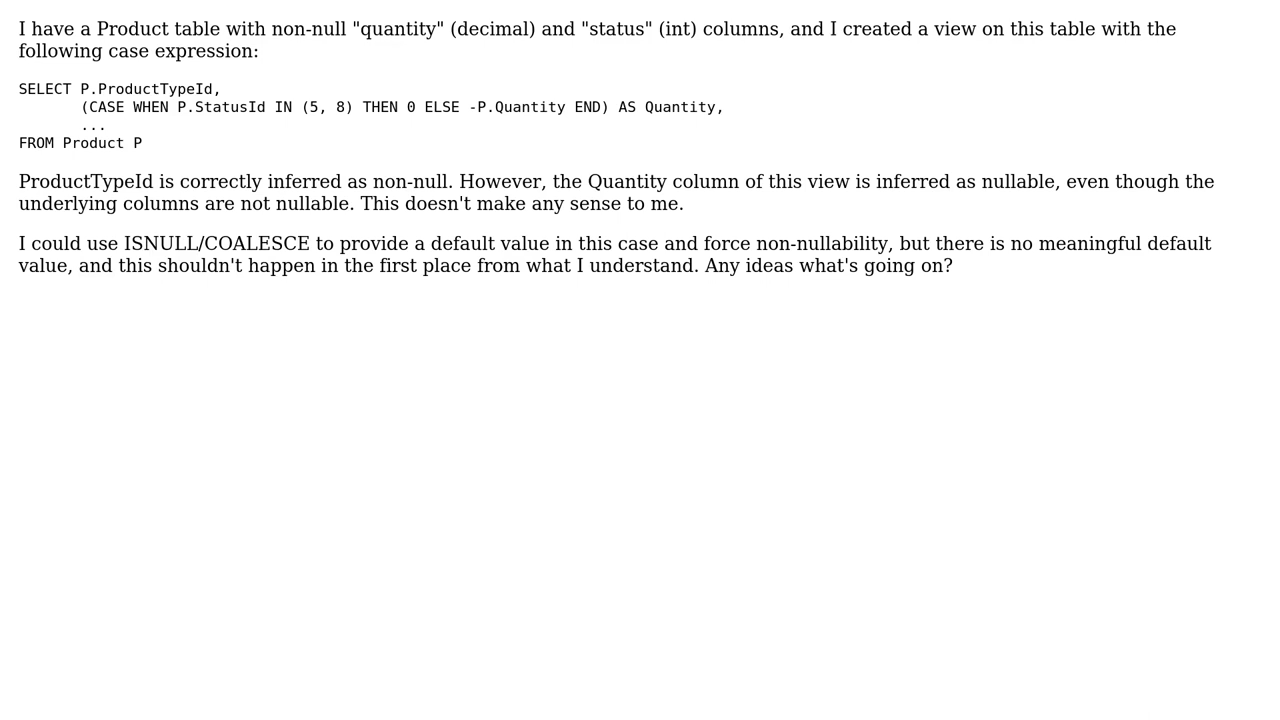 I have a Product table with non-null "quantity" (decimal) and "status" (int) columns, and I created a view on this table with the
following case expression:
SELECT P.ProductTypeId,
       (CASE WHEN P.StatusId IN (5, 8) THEN 0 ELSE -P.Quantity END) AS Quantity,
       ...
FROM Product P
ProductTypeId is correctly inferred as non-null. However, the Quantity column of this view is inferred as nullable, even though the
underlying columns are not nullable. This doesn't make any sense to me.
I could use ISNULL/COALESCE to provide a default value in this case and force non-nullability, but there is no meaningful default
value, and this shouldn't happen in the first place from what I understand. Any ideas what's going on?